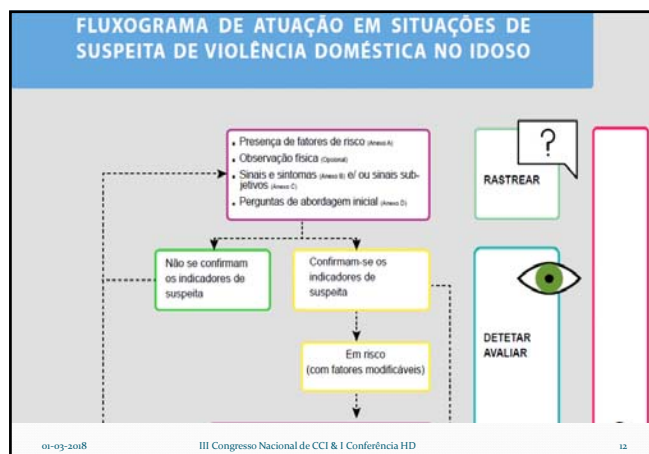 FLUXOGRAMA DE ATUAÇÃO EM SITUAÇÕES DE
SUSPEITA DE VIOLÊNCIA DOMÉSTICA NO IDOSO
• Presença de fatores de risco (Anexo A)
• Observação física (Opcional)
• Sinais e sintomas (Anexo B) e/ ou sinais sub-
jetivos (Anexo C)
• Perguntas de abordagem inicial (Anexo D)
?
RASTREAR
Não se confirmam
os indicadores de
suspeita
Confirmam-se os
indicadores de
suspeita
DETETAR
AVALIAR
Em risco
(com fatores modificáveis)
01-03-2018
III Congresso Nacional de CCI & I Conferência HD
12